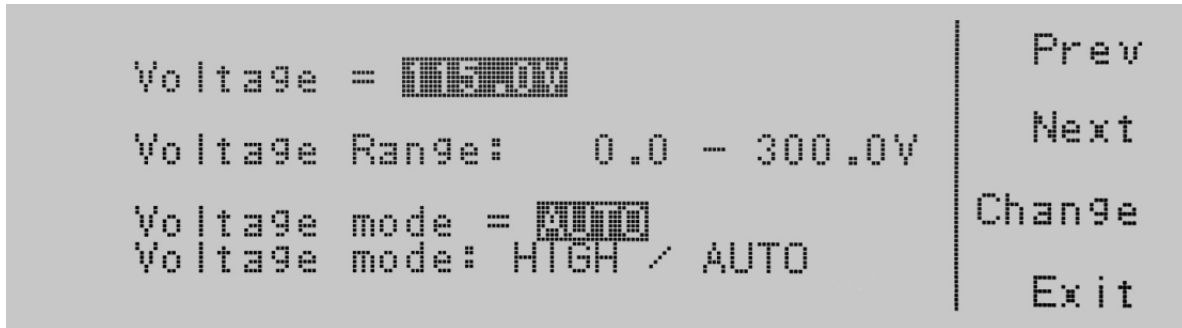 Voltage = 115.0V
Voltage Range: 0.0 - 300.0V
Voltage mode = AUTO
Voltage mode: HIGH / AUTO
Prev
Next
Change
Exit